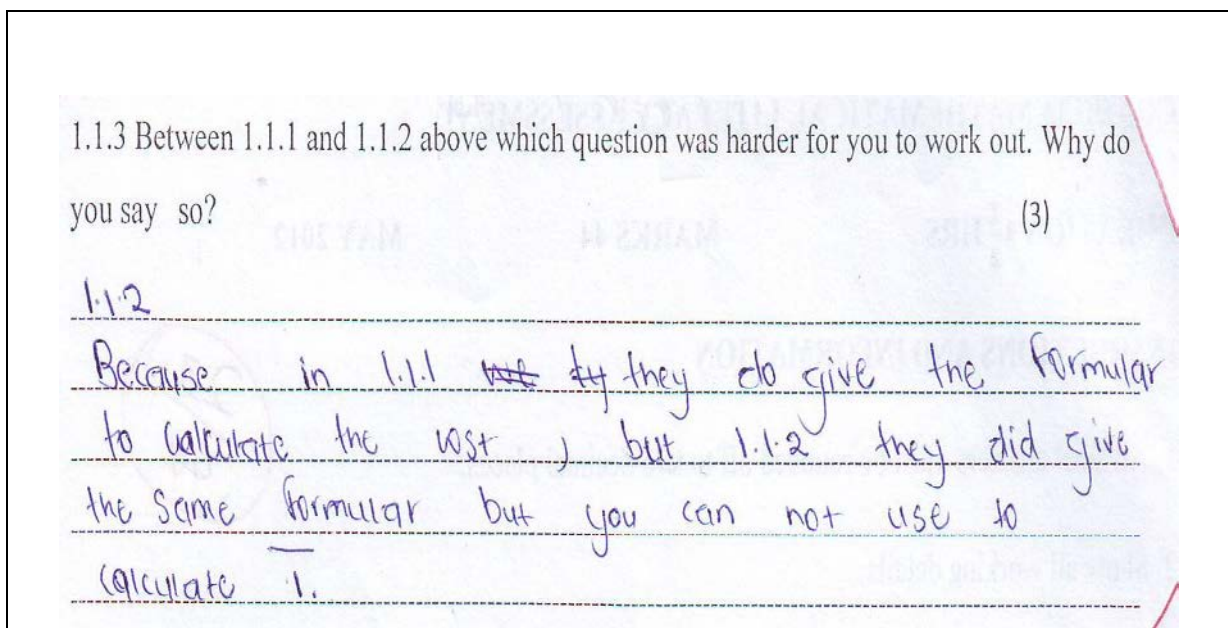 1.1.3 Between 1.1.1 and 1.1.2 above which question was harder for you to work out. Why do
you say so? (3)
1.1.2
Because in 1.1.1 they do give the formular
to calculate the cost , but 1.1.2 they did give
the same formular but you can not use to
calculate